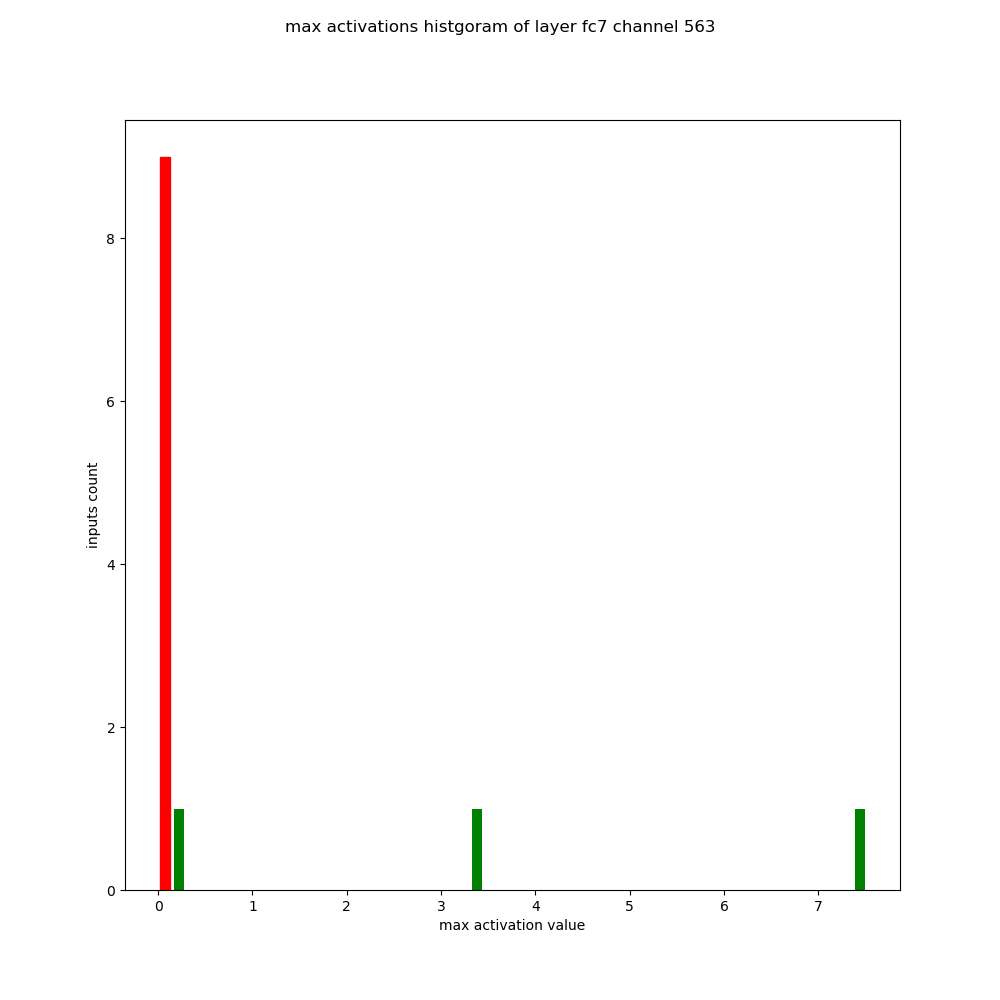 max activations histgoram of layer fc7 channel 563
8
6
4
2
0
inputs count
0 1 2 3 4 5 6 7
max activation value